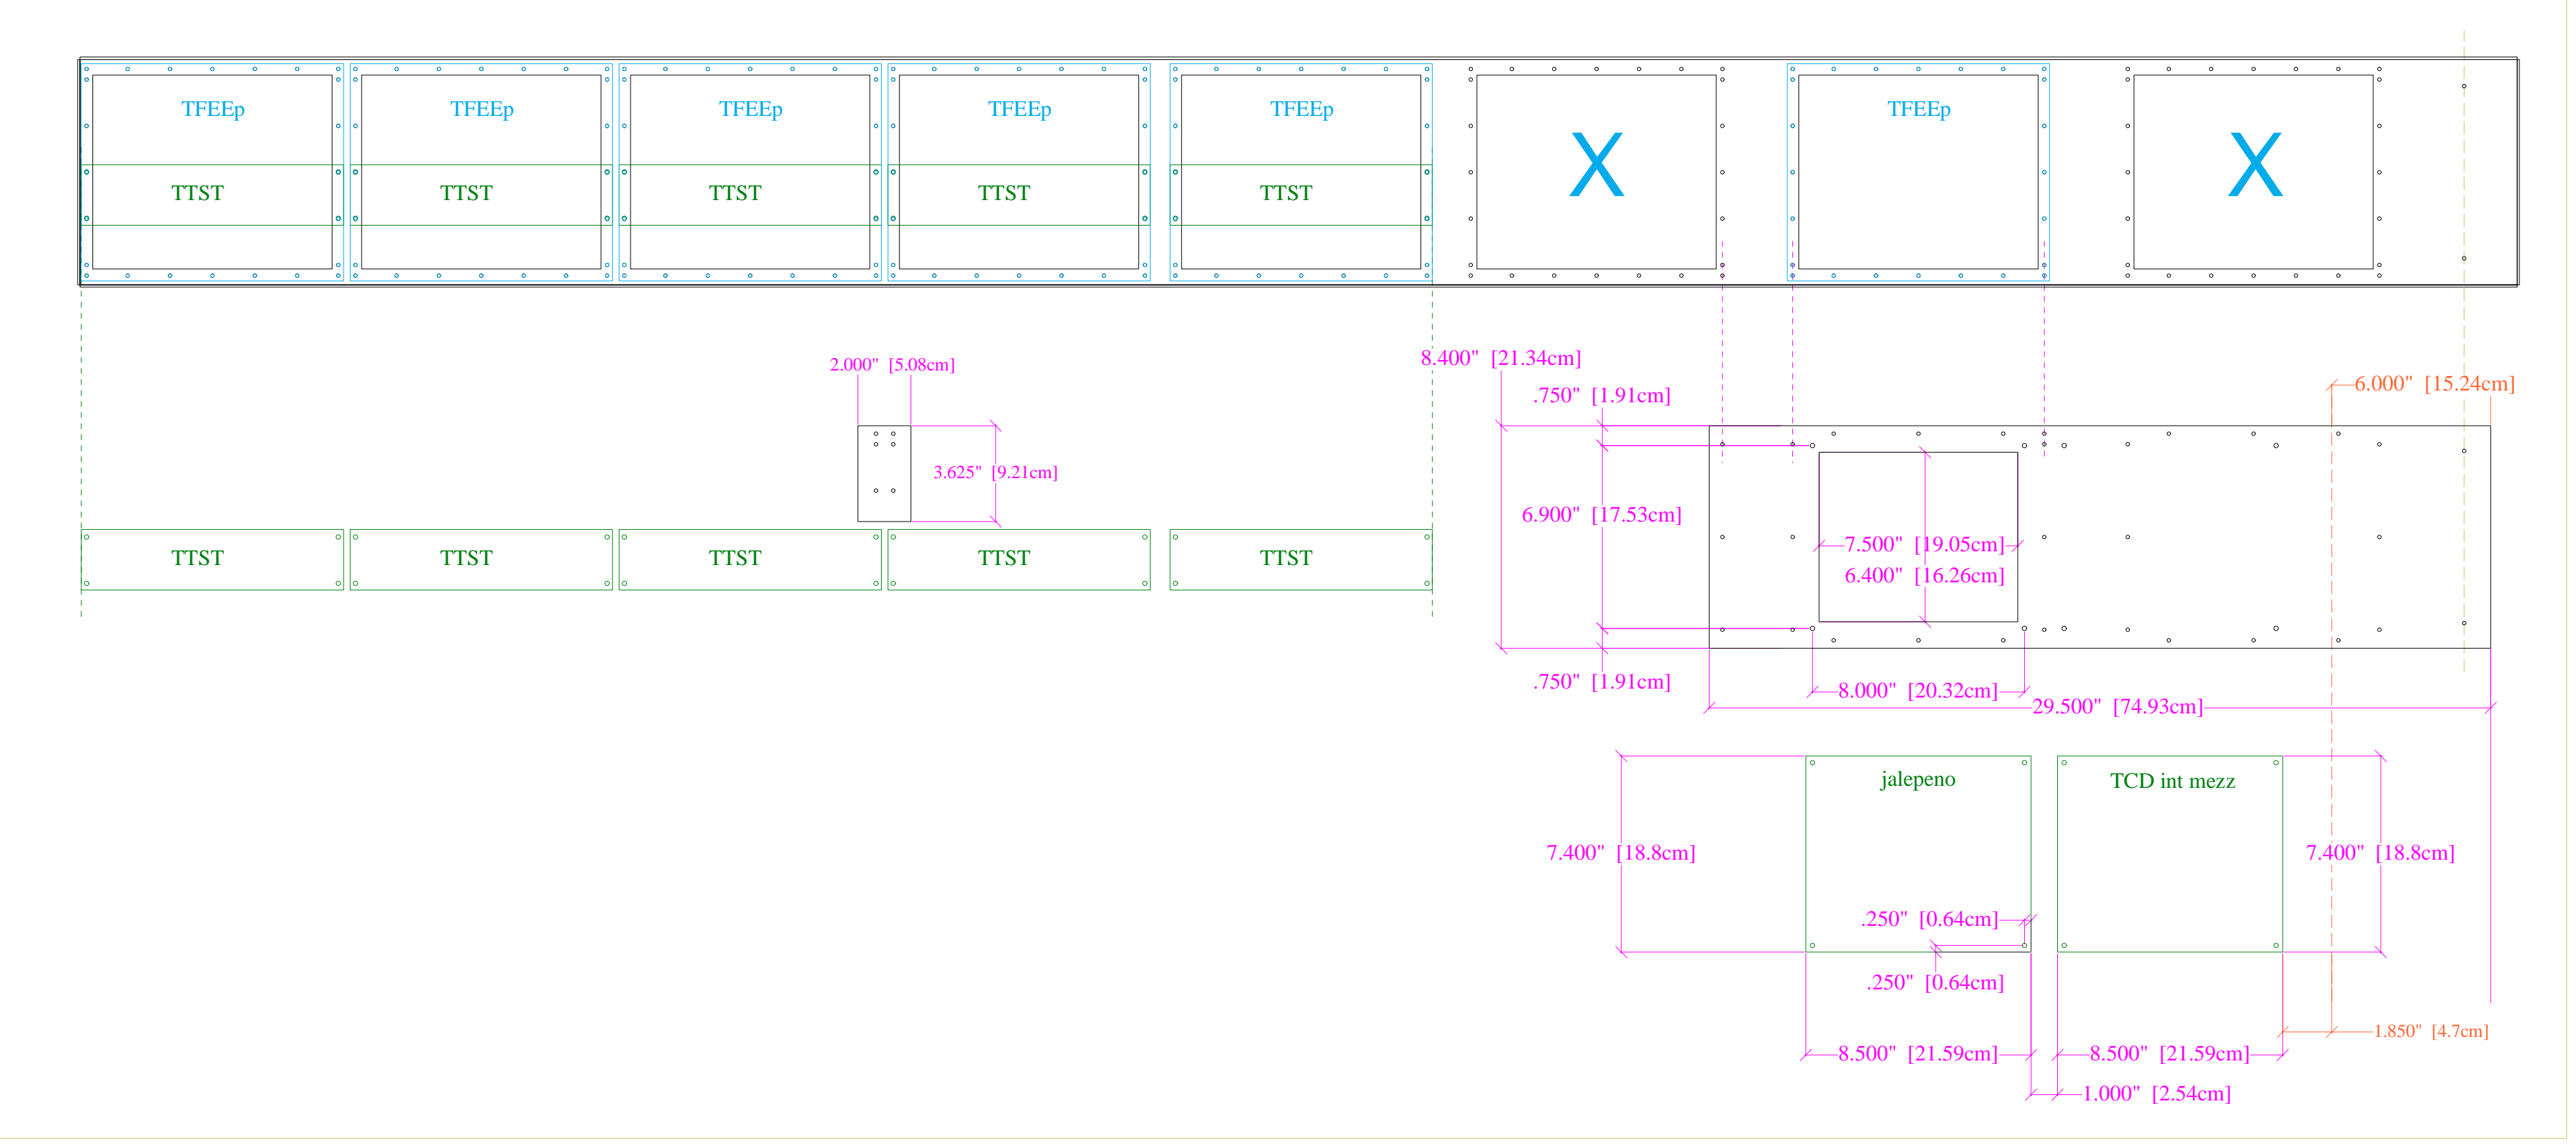 TFEEp TFEEp TFEEp TFEEp TFEEp TFEEp
X X
TTST TTST TTST TTST TTST
2.000" [5.08cm]
3.625" [9.21cm]
TTST TTST TTST TTST TTST
8.400" [21.34cm]
.750" [1.91cm]
6.000" [15.24cm]
6.900" [17.53cm]
7.500" [19.05cm]
6.400" [16.26cm]
.750" [1.91cm]
8.000" [20.32cm]
29.500" [74.93cm]
jalepeno
TCD int mezz
7.400" [18.8cm]
7.400" [18.8cm]
.250" [0.64cm]
.250" [0.64cm]
1.850" [4.7cm]
8.500" [21.59cm]
8.500" [21.59cm]
1.000" [2.54cm]